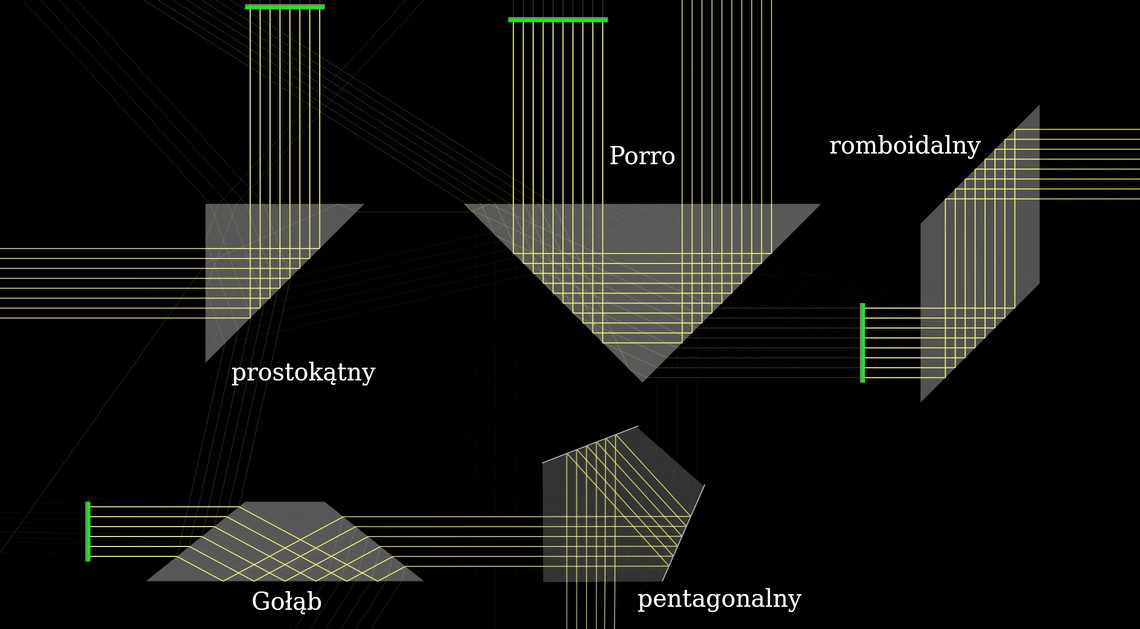 romboidalny
Porro
prostokątny
Gołąb
pentagonalny